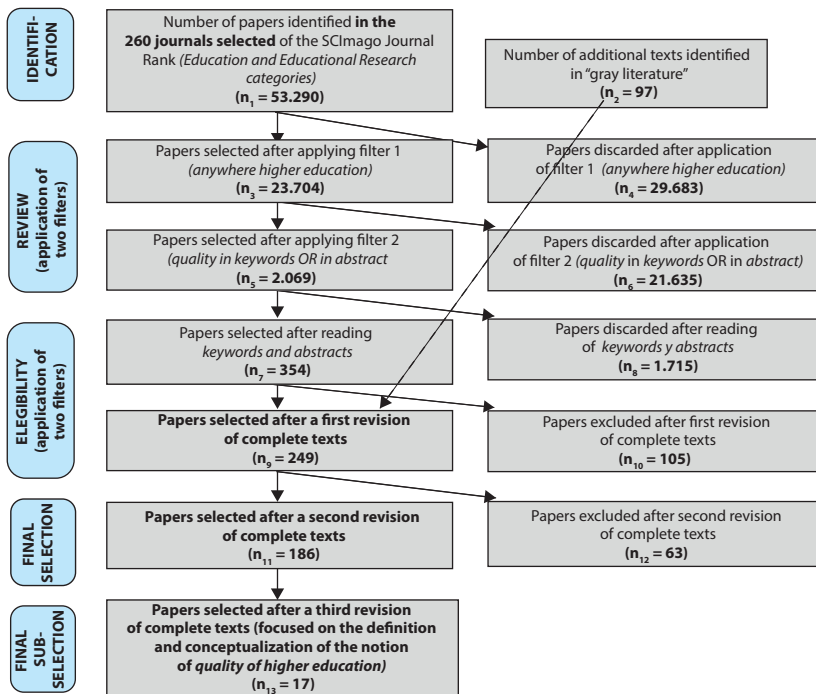 IDENTIFI-
CATION
Number of papers identified in the
260 journals selected of the SCImago Journal
Rank (Education and Educational Research
categories)
(n1 = 53.290)
Number of additional texts identified
in “gray literature”
(n2 = 97)
REVIEW
(application of
two filters)
Papers selected after applying filter 1
(anywhere higher education)
(n3 = 23.704)
Papers discarded after application
of filter 1 (anywhere higher education)
(n4 = 29.683)
Papers selected after applying filter 2
(quality in keywords OR in abstract
(n5 = 2.069)
Papers discarded after application
of filter 2 (quality in keywords OR in abstract)
(n6 = 21.635)
ELEGIBILITY
(application of
two filters)
Papers selected after reading
keywords and abstracts
(n7 = 354)
Papers discarded after reading
of keywords y abstracts
(n8 = 1.715)
Papers selected after a first revision
of complete texts
(n9 = 249)
Papers excluded after first revision
of complete texts
(n10 = 105)
FINAL
SELECTION
Papers selected after a second revision
of complete texts
(n11 = 186)
Papers excluded after second revision
of complete texts
(n12 = 63)
FINAL
SUB-
SELECTION
Papers selected after a third revision
of complete texts (focused on the definition
and conceptualization of the notion
of quality of higher education)
(n13 = 17)